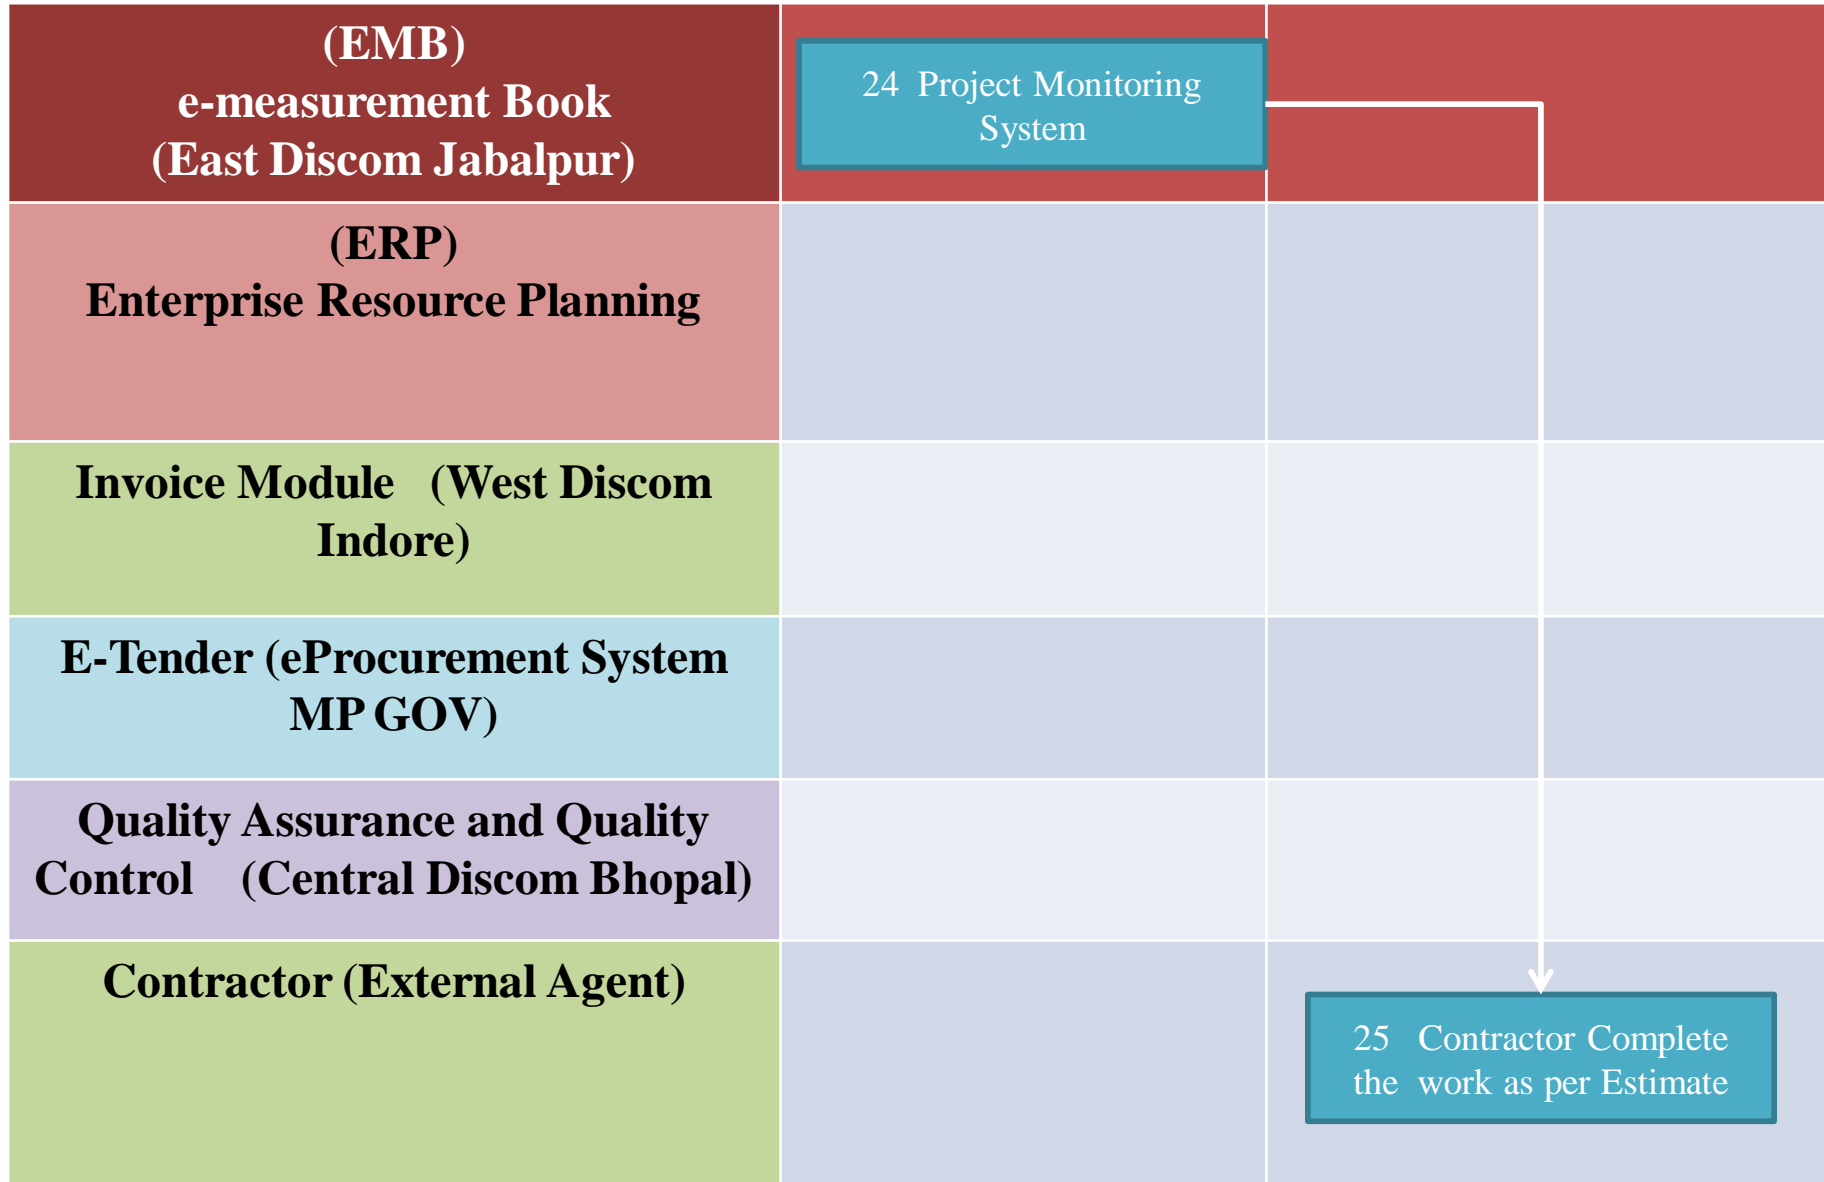 (EMB)
e-measurement Book
(East Discom Jabalpur)
24 Project Monitoring
System
(ERP)
Enterprise Resource Planning
Invoice Module (West Discom
Indore)
E-Tender (eProcurement System
MP GOV)
Quality Assurance and Quality
Control (Central Discom Bhopal)
Contractor (External Agent)
25 Contractor Complete
the work as per Estimate